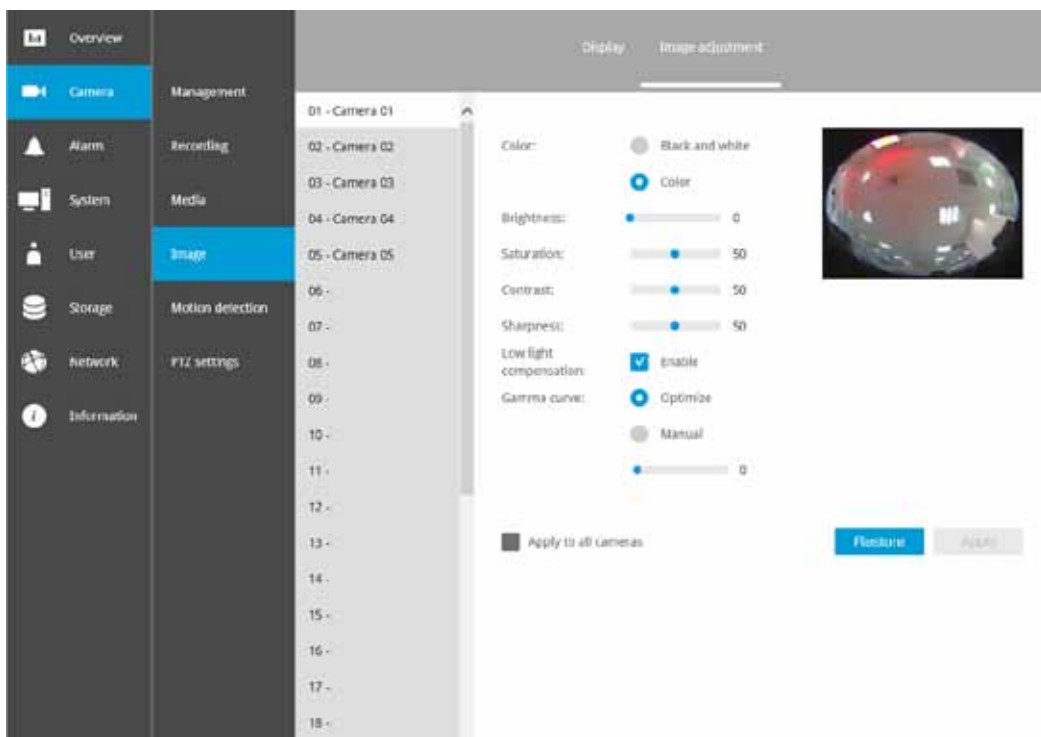 Overview
Camera
Alarm
System
User
Storage
Network
Information
Management
Recording
Media
Image
Motion detection
PTZ settings
Display
Image adjustment
01 - Camera 01
02 - Camera 02
03 - Camera 03
04 - Camera 04
05 - Camera 05
06 -
07 -
08 -
09 -
10 -
11 -
12 -
13 -
14 -
15 -
16 -
17 -
18 -
Color:
Black and white
Color
Brightness:
0
Saturation:
50
Contrast:
50
Sharpness:
50
Low light
compensation:
Enable
Gamma curve:
Optimize
Manual
0
Apply to all cameras
Restore
Apply